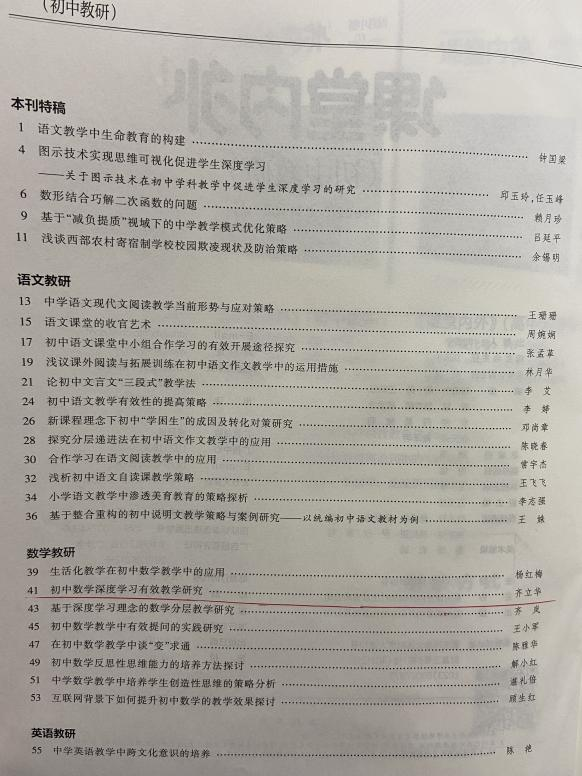 (初中教研)
本刊特稿
1 语文教学中生命教育的构建 钟国梁
4 图示技术实现思维可视化促进学生深度学习
——关于图示技术在初中学科教学中促进学生深度学习的研究 邱玉玲,任玉峰
6 数形结合巧解二次函数的问题 赖月珍
9 基于“减负提质”视域下的中学教学模式优化策略 吕延平
11 浅谈西部农村寄宿制学校校园欺凌现状及防治策略 余锡明
语文教研
13 中学语文现代文阅读教学当前形势与应对策略 王珊珊
15 语文课堂的收官艺术 周婉娴
17 初中语文课堂中小组合作学习的有效开展途径探究 张孟革
19 浅议课外阅读与拓展训练在初中语文作文教学中的运用措施 林月华
21 论初中文言文“三段式”教学法 李艾
24 初中语文教学有效性的提高策略 李婷
26 新课程理念下初中“学困生”的成因及转化对策研究 邓尚章
28 探究分层递进法在初中语文作文教学中的应用 陈晓春
30 合作学习在语文阅读教学中的应用 曾宇杰
32 浅析初中语文自读课教学策略 王飞飞
34 小学语文教学中渗透美育教育的策略探析 李志强
36 基于整合重构的初中说明文教学策略与案例研究——以统编初中语文教材为例 王
数学教研
39 生活化教学在初中数学教学中的应用 杨红梅
41 初中数学深度学习有效教学研究 齐立华
43 基于深度学习理念的数学分层教学研究 齐岚
45 初中数学教学中有效提问的实践研究 王小军
47 在初中数学教学中谈“变”求通 陈雅华
49 初中数学反思性思维能力的培养方法探讨 解小红
51 中学数学教学中培养学生创造性思维的策略分析 湛礼倍
53 互联网背景下如何提升初中数学的教学效果探讨 顾生红
英语教研
55 中学英语教学中跨文化意识的培养 陈艳